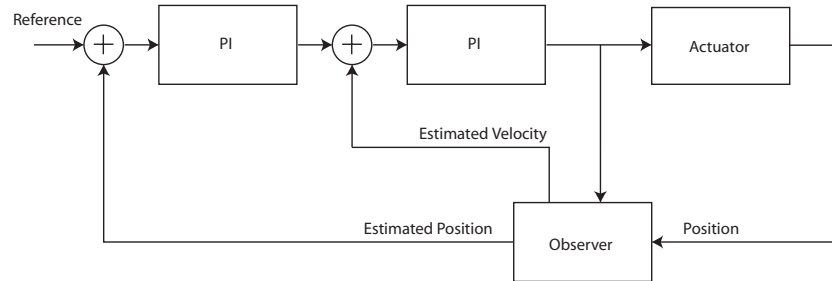 Reference
PI
PI
Actuator
Estimated Velocity
Estimated Position
Observer
Position